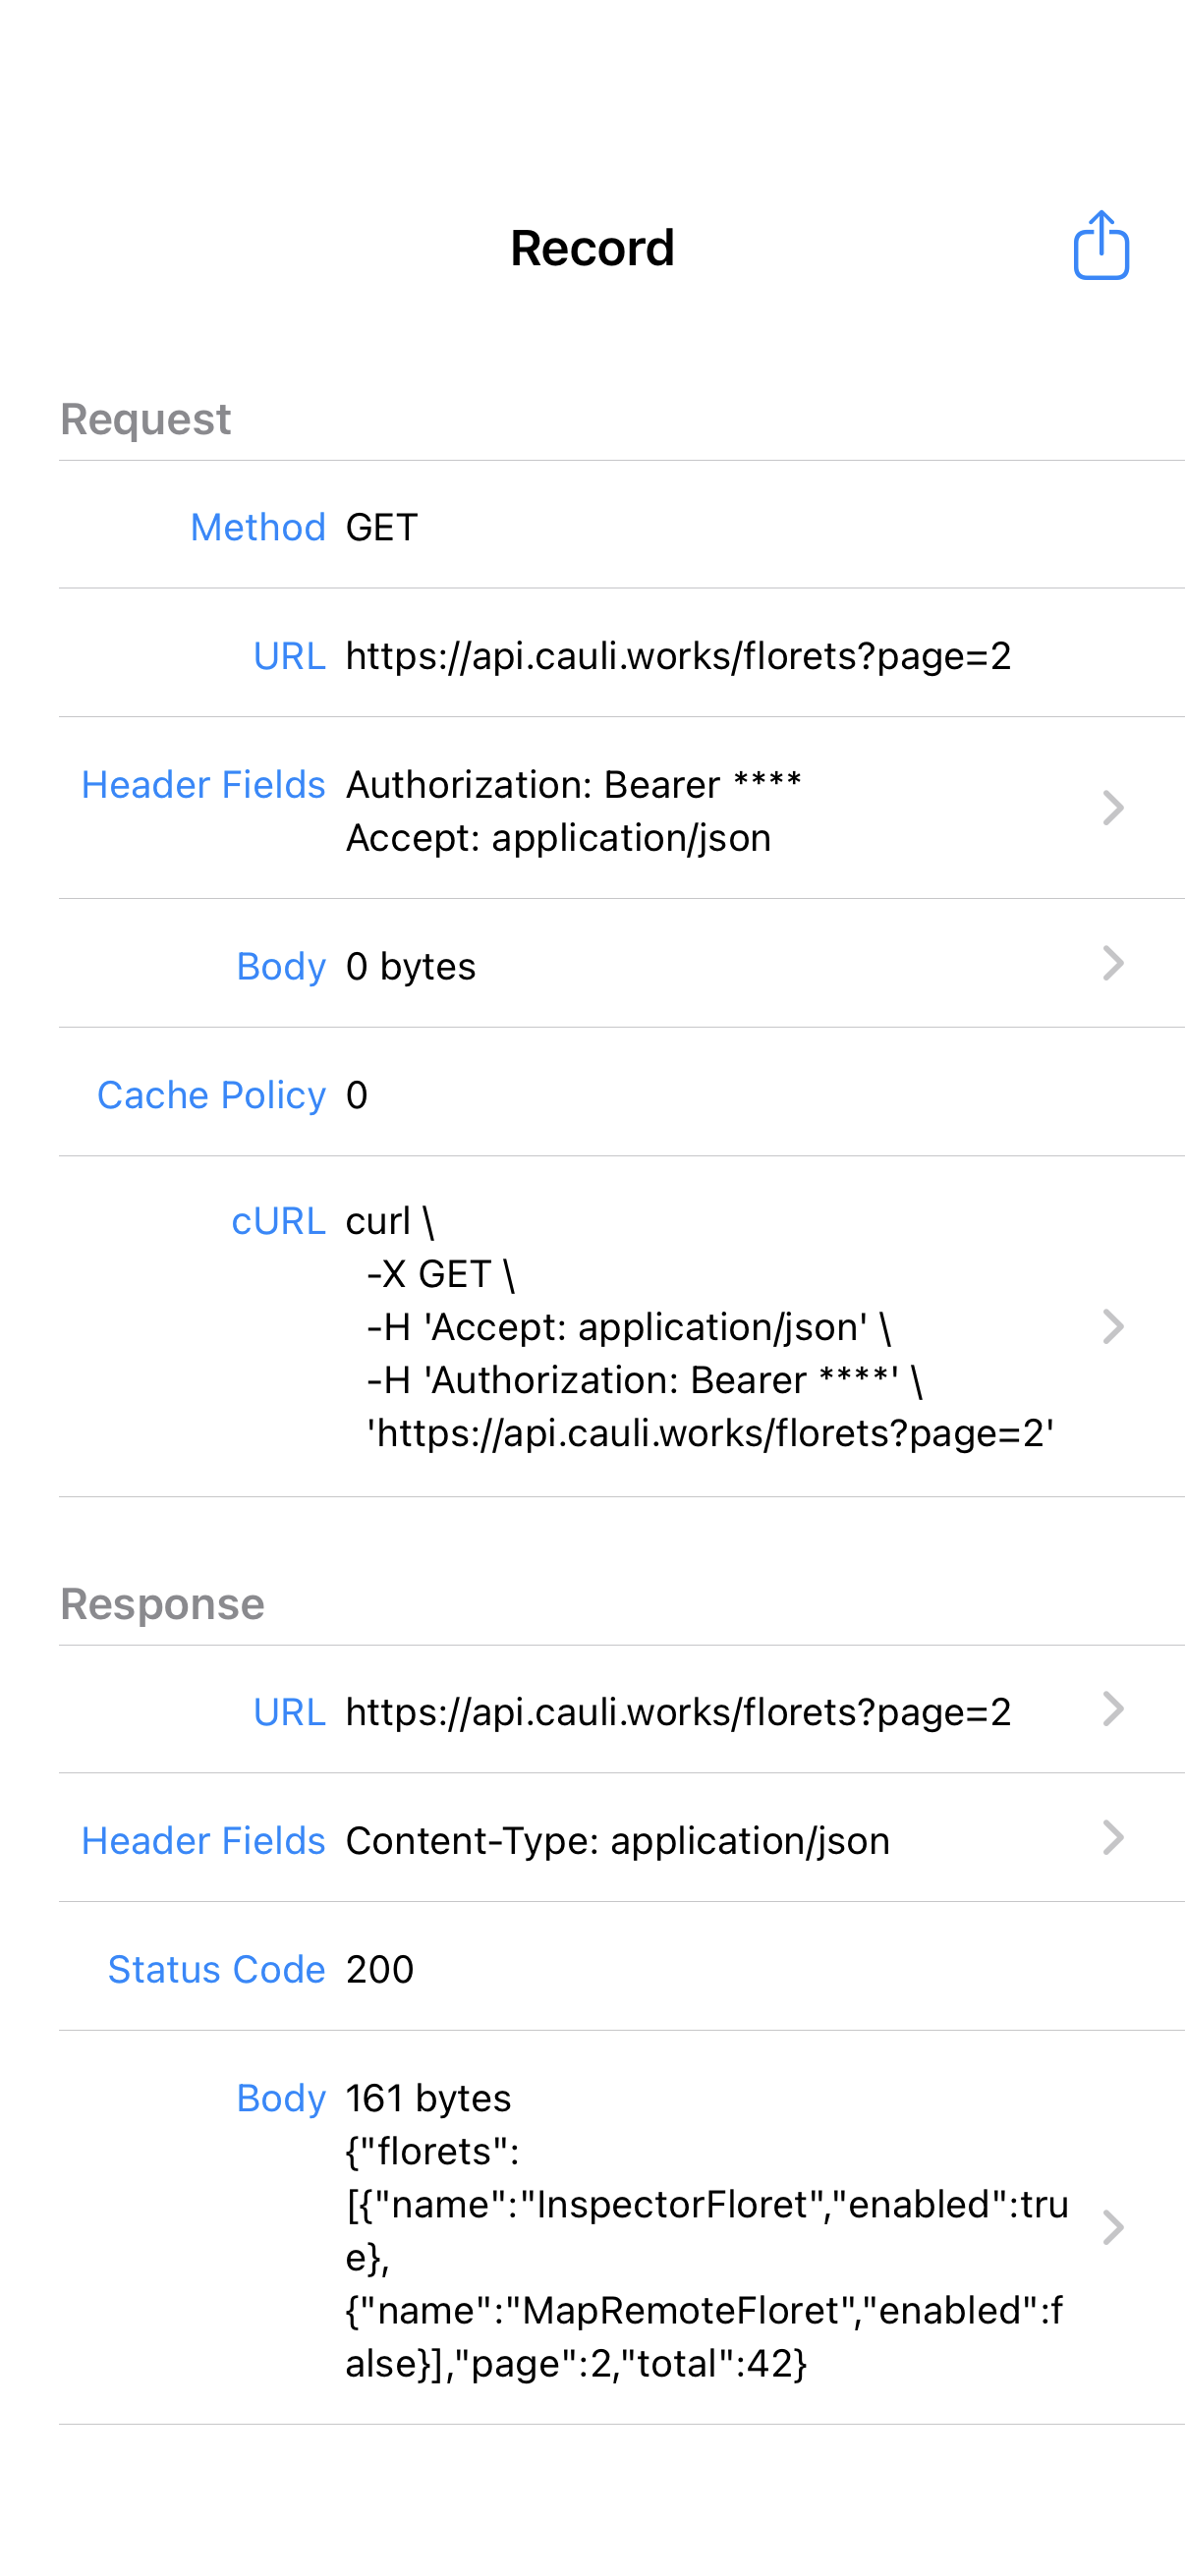 Record
Request
Method GET
URL https://api.cauli.works/florets?page=2
Header Fields Authorization: Bearer ****
Accept: application/json
Body 0 bytes
Cache Policy 0
cURL curl \
-X GET \
-H 'Accept: application/json' \
-H 'Authorization: Bearer ****' \
'https://api.cauli.works/florets?page=2'
Response
URL https://api.cauli.works/florets?page=2
Header Fields Content-Type: application/json
Status Code 200
Body 161 bytes
{"florets":
[{"name":"InspectorFloret","enabled":tru
e},
{"name":"MapRemoteFloret","enabled":f
alse}],"page":2,"total":42}